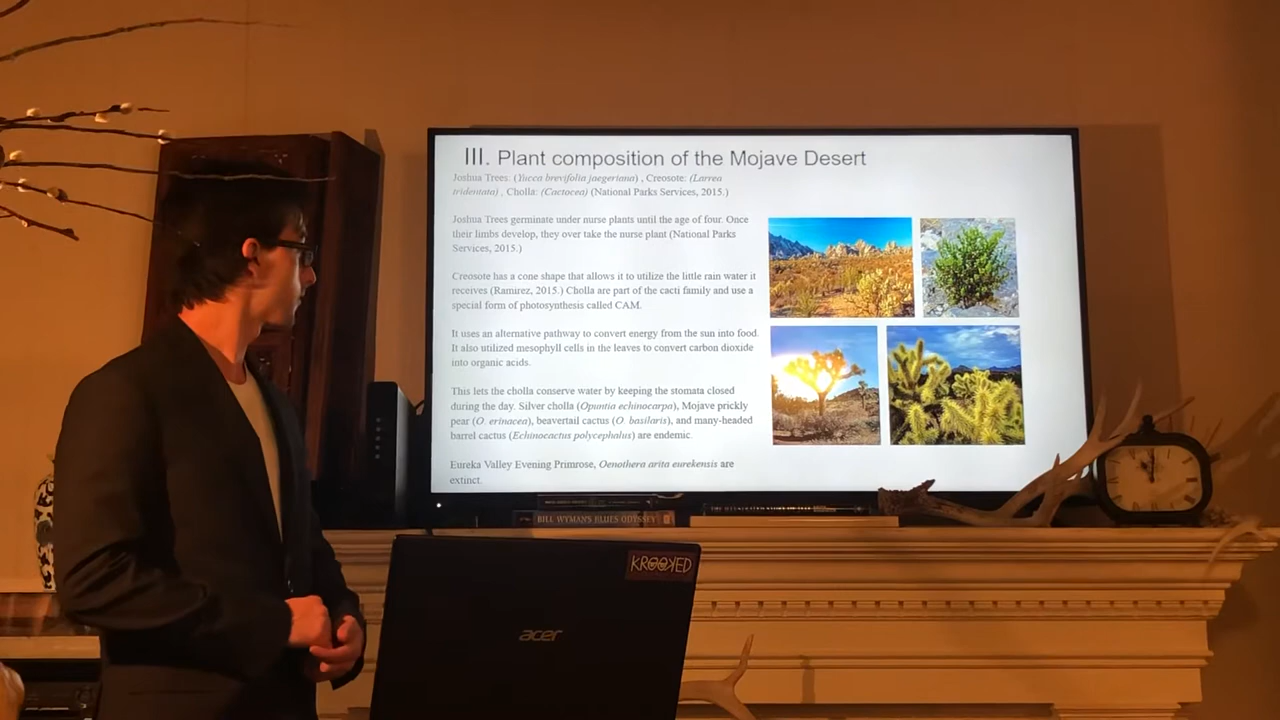 III. Plant composition of the Mojave Desert
Joshua Trees: (Yucca brevifolia jaegeriana) , Creosote: (Larrea
tridentata) , Cholla: (Cactocea) (National Parks Services, 2015.)
Joshua Trees germinate under nurse plants until the age of four. Once
their limbs develop, they over take the nurse plant (National Parks
Services, 2015.)
Creosote has a cone shape that allows it to utilize the little rain water it
receives (Ramirez, 2015.) Cholla are part of the cacti family and use a
special form of photosynthesis called CAM.
It uses an alternative pathway to convert energy from the sun into food.
It also utilized mesophyll cells in the leaves to convert carbon dioxide
into organic acids.
This lets the cholla conserve water by keeping the stomata closed
during the day. Silver cholla (Opuntia echinocarpa), Mojave prickly
pear (O. erinacea), beavertail cactus (O. basilaris), and many-headed
barrel cactus (Echinocactus polycephalus) are endemic.
Eureka Valley Evening Primrose, Oenothera arita eurekensis are
extinct.
BILL WYMAN'S BLUES ODYSSEY
KROOKED
acer